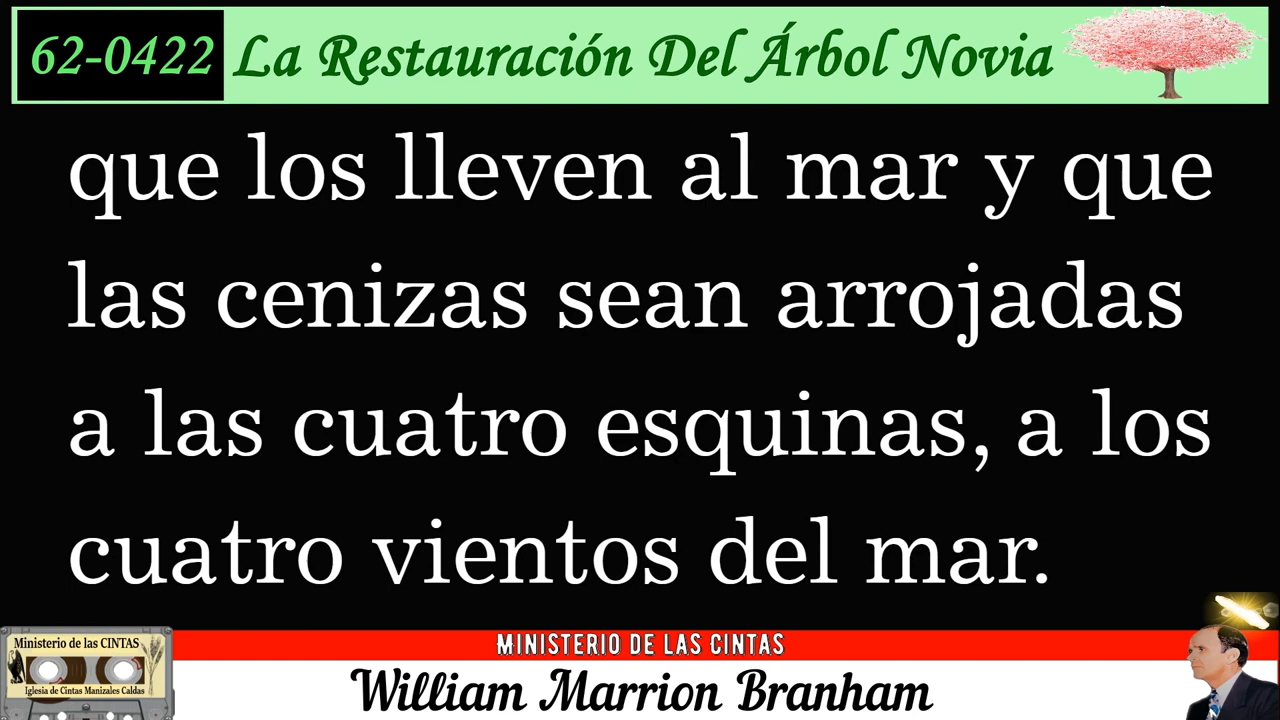 62-0422 La Restauración Del Árbol Novia
que los lleven al mar y que
las cenizas sean arrojadas
a las cuatro esquinas, a los
cuatro vientos del mar.
Ministerio de las CINTAS
Iglesia de Cintas Manizales Caldas
MINISTERIO DE LAS CINTAS
William Marrion Branham